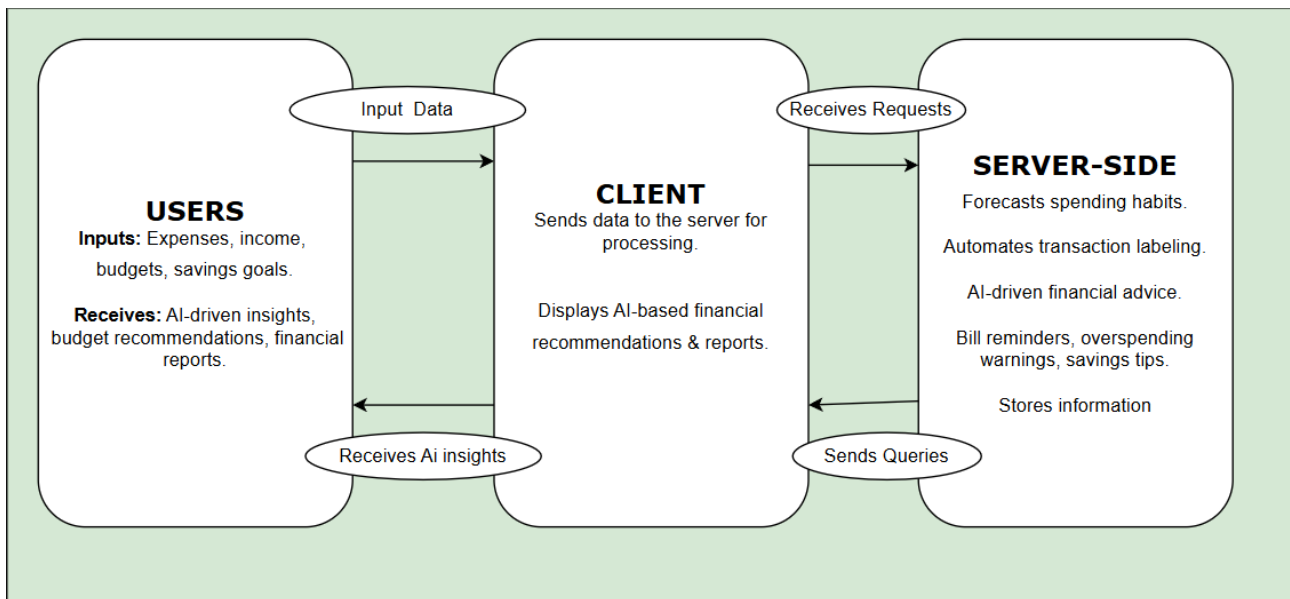 Input Data
Receives Requests
USERS
Inputs: Expenses, income,
budgets, savings goals.
Receives: AI-driven insights,
budget recommendations, financial
reports.
CLIENT
Sends data to the server for
processing.
Displays AI-based financial
recommendations & reports.
SERVER-SIDE
Forecasts spending habits.
Automates transaction labeling.
AI-driven financial advice.
Bill reminders, overspending
warnings, savings tips.
Stores information
Receives Ai insights
Sends Queries